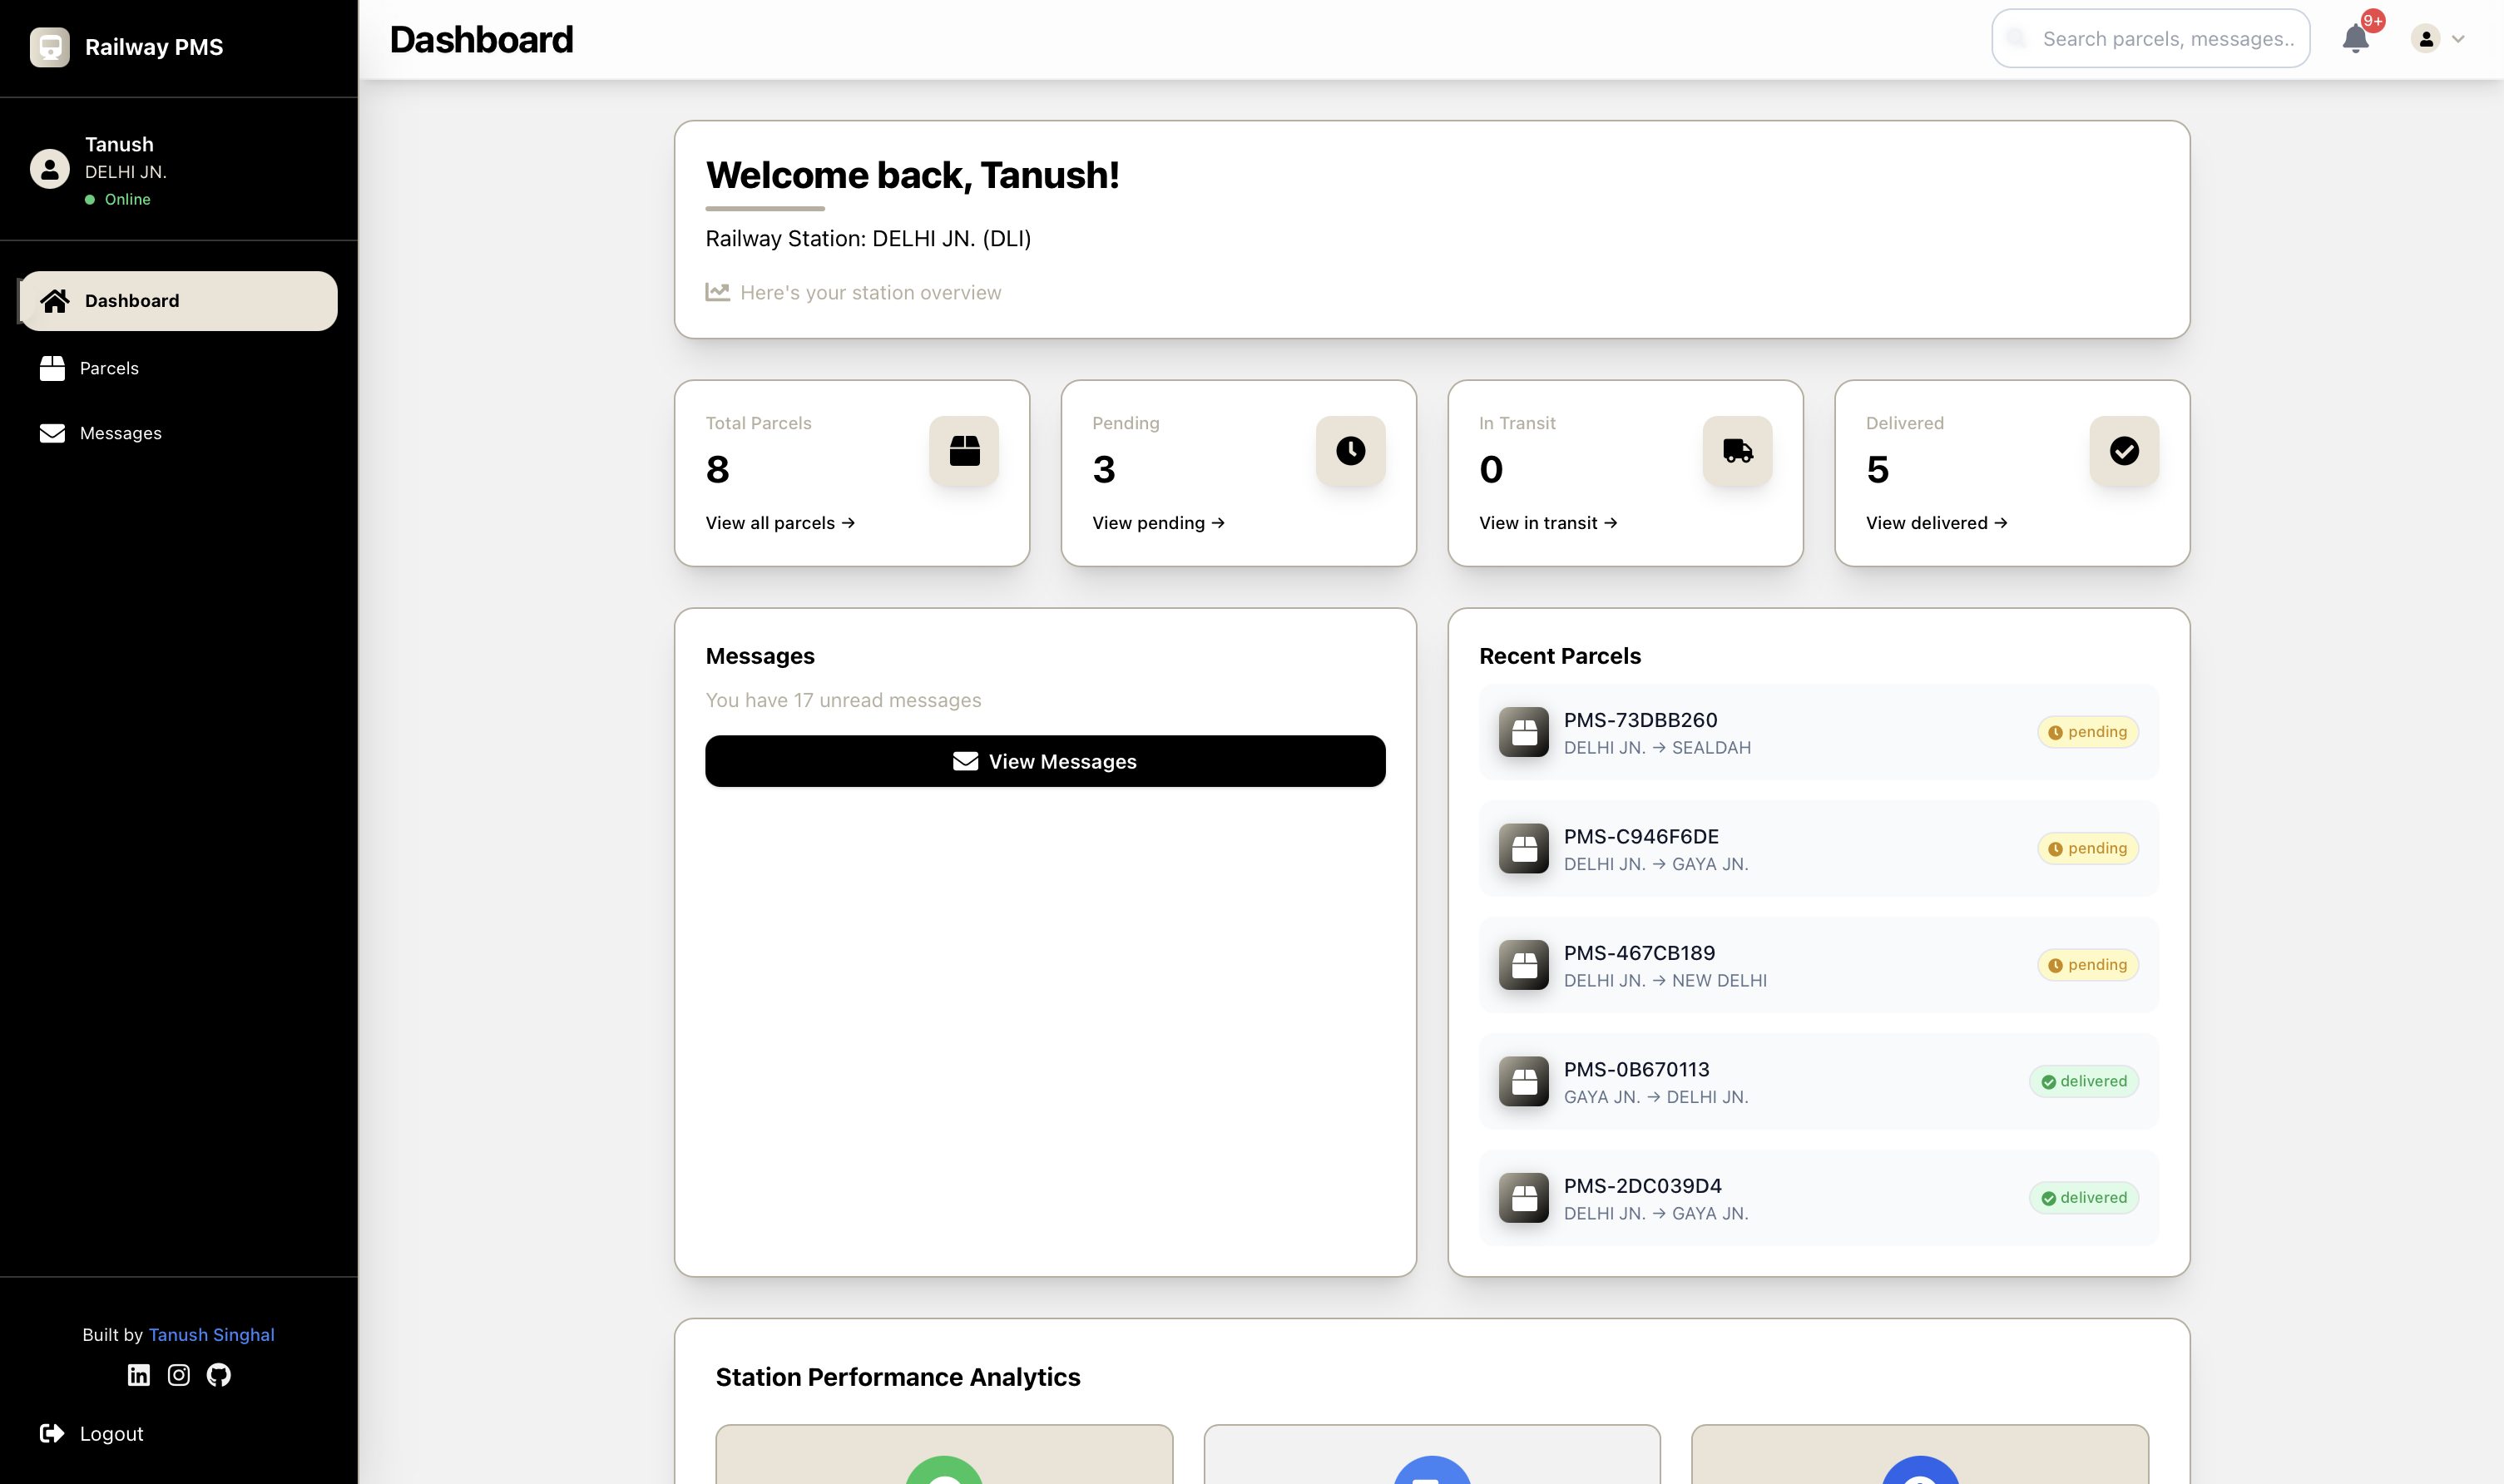 Railway PMS
Tanush
DELHI JN.
Online
Dashboard
Parcels
Messages
Built by Tanush Singhal
Logout
Dashboard
Search parcels, messages..
9+
Welcome back, Tanush!
Railway Station: DELHI JN. (DLI)
Here's your station overview
Total Parcels
8
View all parcels →
Pending
3
View pending →
In Transit
0
View in transit →
Delivered
5
View delivered →
Messages
You have 17 unread messages
View Messages
Recent Parcels
PMS-73DBB260
DELHI JN. → SEALDAH
pending
PMS-C946F6DE
DELHI JN. → GAYA JN.
pending
PMS-467CB189
DELHI JN. → NEW DELHI
pending
PMS-0B670113
GAYA JN. → DELHI JN.
delivered
PMS-2DC039D4
DELHI JN. → GAYA JN.
delivered
Station Performance Analytics